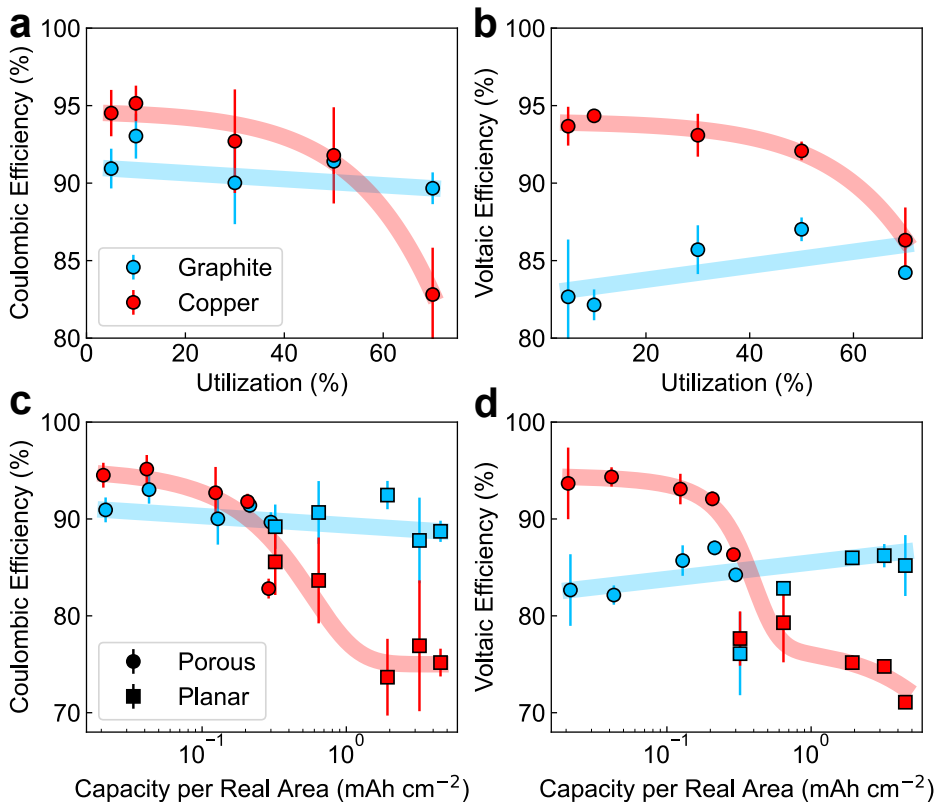 a
100
95
90
85
80
Coulombic Efficiency (%)
Graphite
Copper
0
20
40
60
Utilization (%)
b
100
95
90
85
80
Voltaic Efficiency (%)
20
40
60
Utilization (%)
c
100
90
80
70
Coulombic Efficiency (%)
Porous
Planar
10⁻¹
10⁰
Capacity per Real Area (mAh cm⁻²)
d
100
90
80
70
Voltaic Efficiency (%)
10⁻¹
10⁰
Capacity per Real Area (mAh cm⁻²)